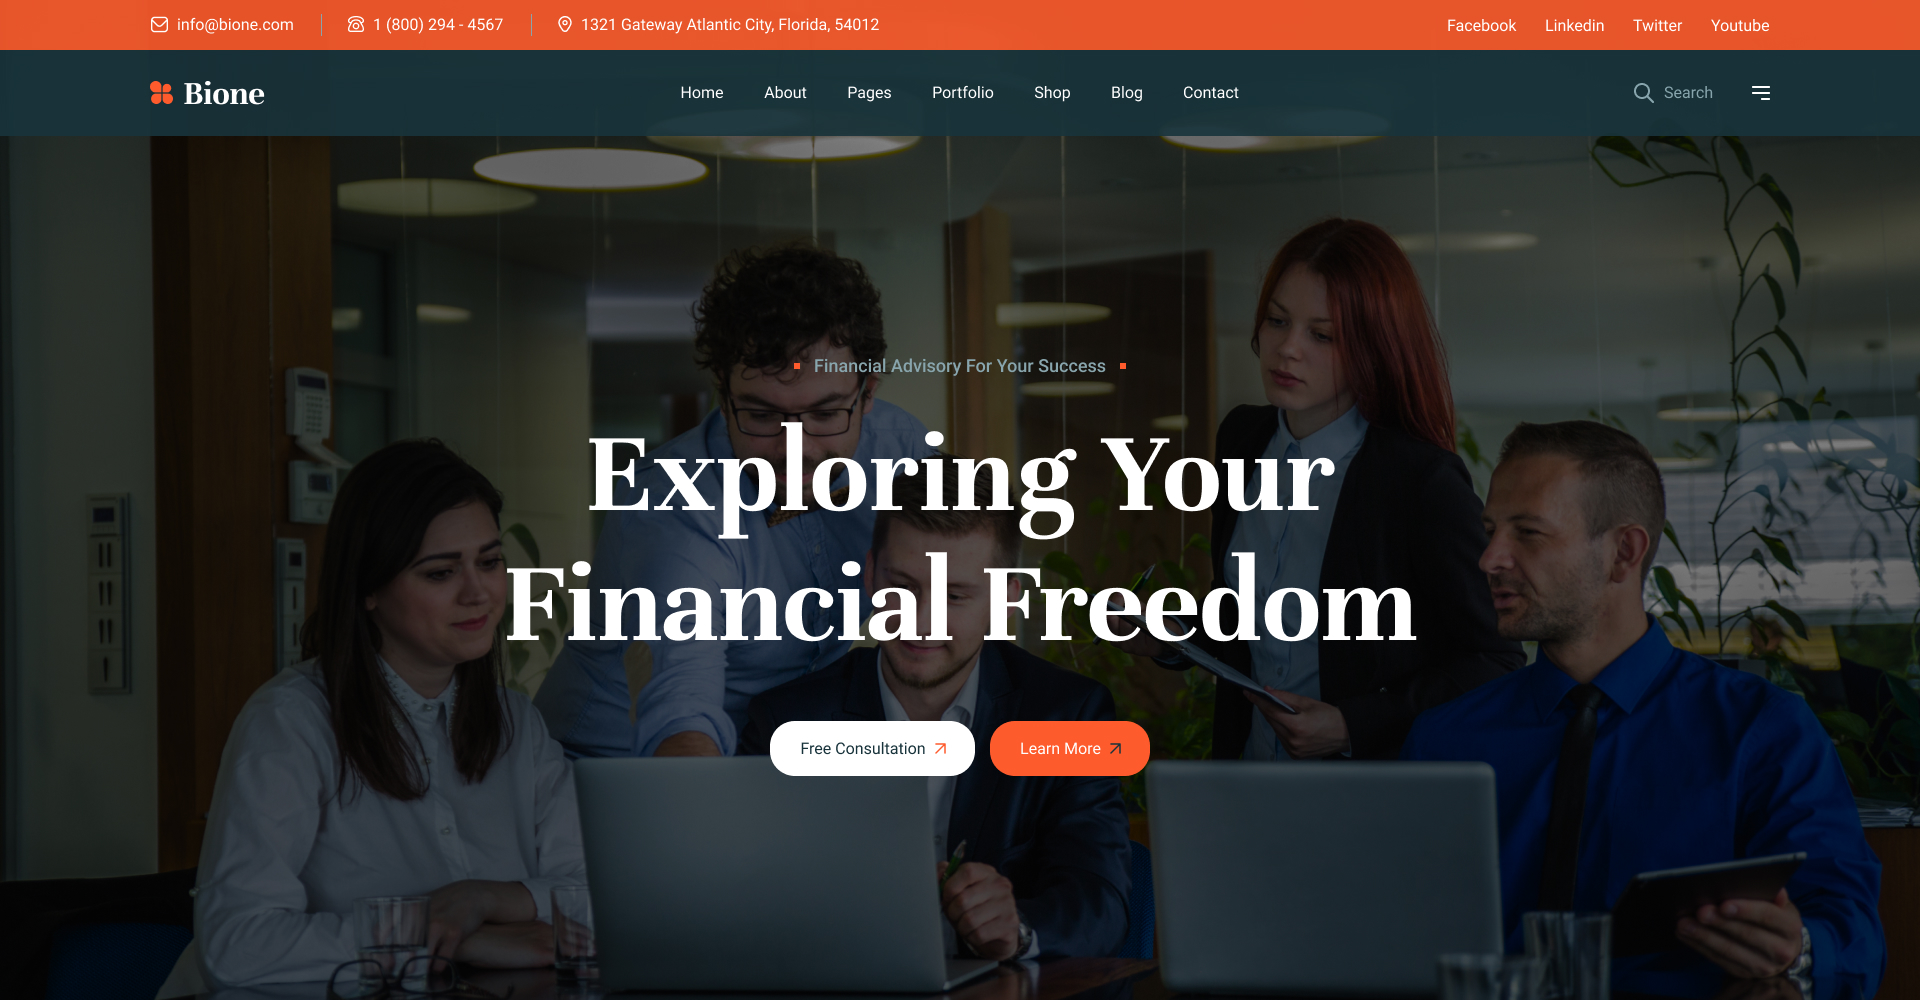 info@bione.com
1 (800) 294 - 4567
1321 Gateway Atlantic City, Florida, 54012
Facebook
Linkedin
Twitter
Youtube
Bione
Home
About
Pages
Portfolio
Shop
Blog
Contact
Search
Financial Advisory For Your Success
Exploring Your
Financial Freedom
Free Consultation
Learn More